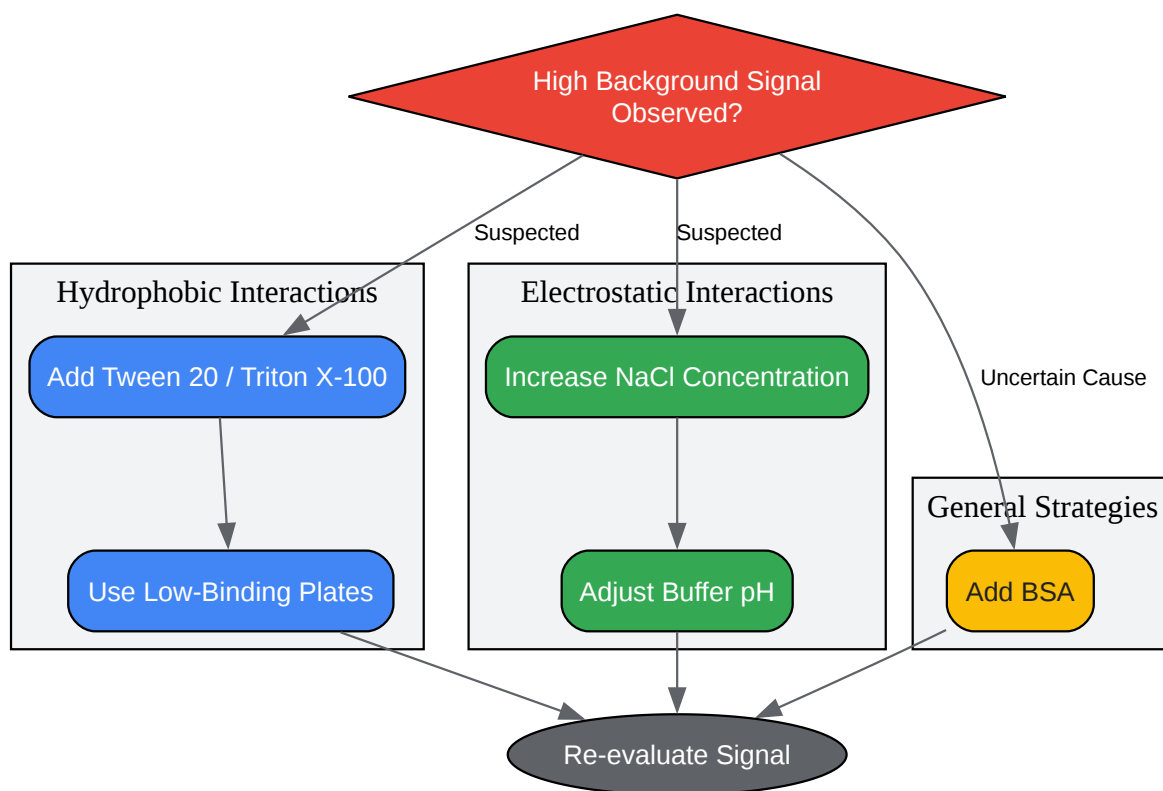 High Background Signal
Observed?
Suspected
Suspected
Uncertain Cause
Hydrophobic Interactions
Electrostatic Interactions
General Strategies
Add Tween 20 / Triton X-100
Increase NaCl Concentration
Use Low-Binding Plates
Adjust Buffer pH
Add BSA
Re-evaluate Signal